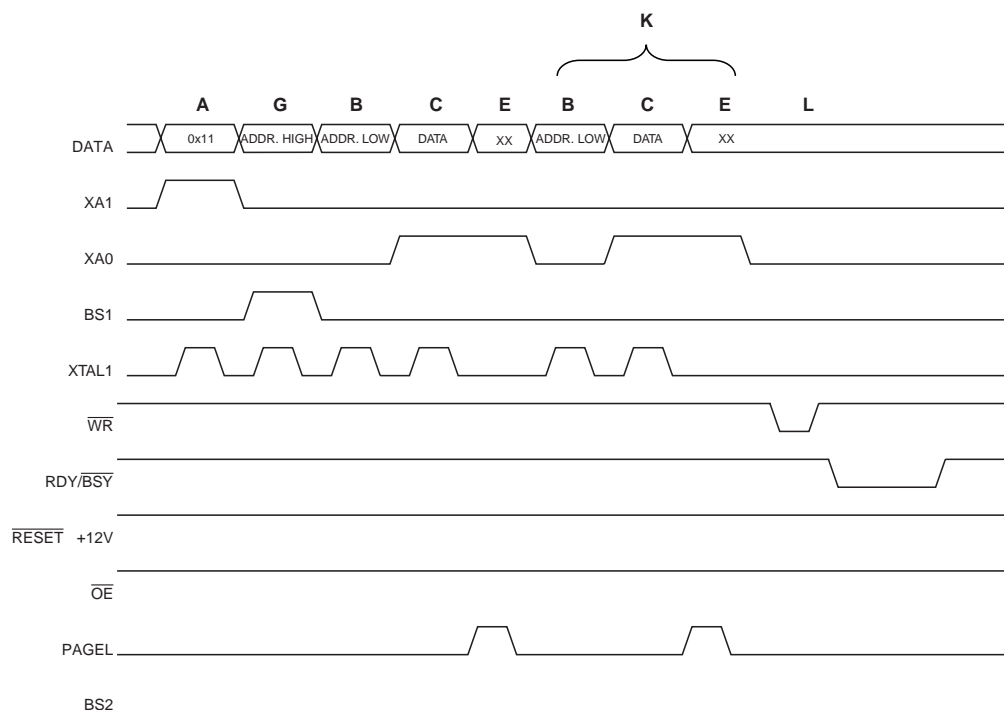 K
A G B C E B C E L
DATA 0x11 ADDR. HIGH ADDR. LOW DATA XX ADDR. LOW DATA XX
XA1
XA0
BS1
XTAL1
WR
RDY/BSY
RESET +12V
OE
PAGEL
BS2